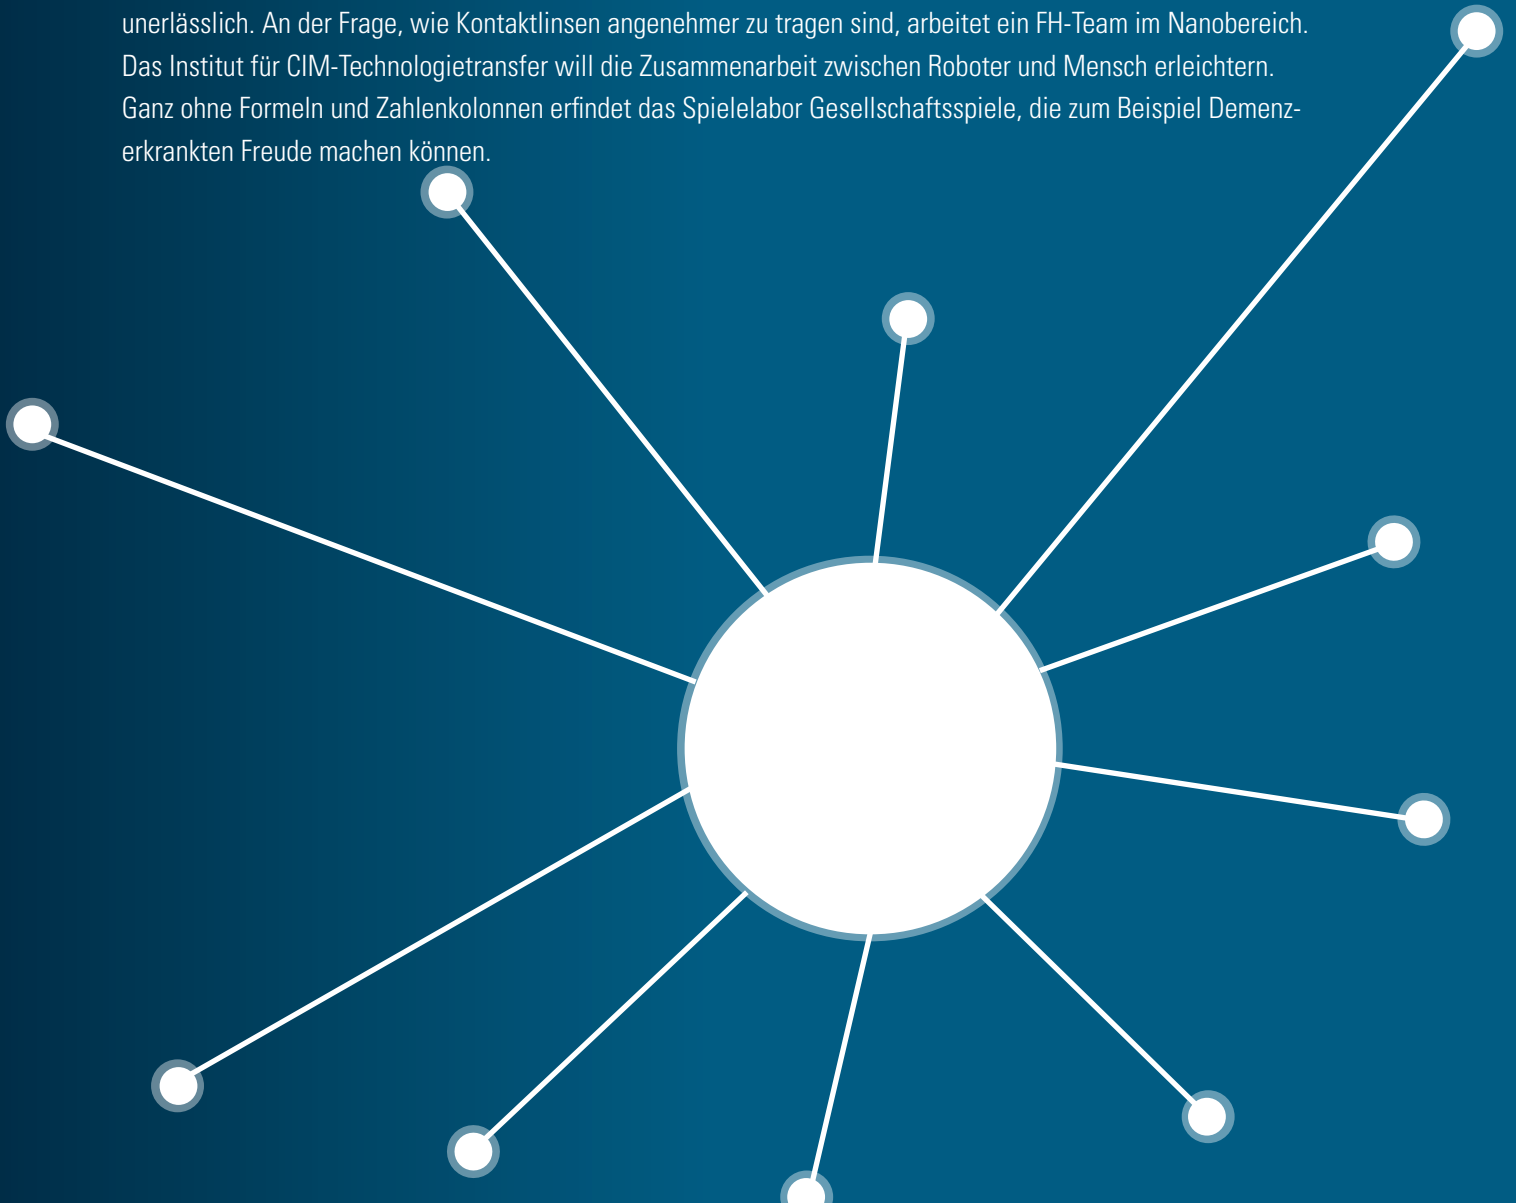 unerlässlich. An der Frage, wie Kontaktlinsen angenehmer zu tragen sind, arbeitet ein FH-Team im Nanobereich.
Das Institut für CIM-Technologietransfer will die Zusammenarbeit zwischen Roboter und Mensch erleichtern.
Ganz ohne Formeln und Zahlenkolonnen erfindet das Spielelabor Gesellschaftsspiele, die zum Beispiel Demenz-
erkrankten Freude machen können.